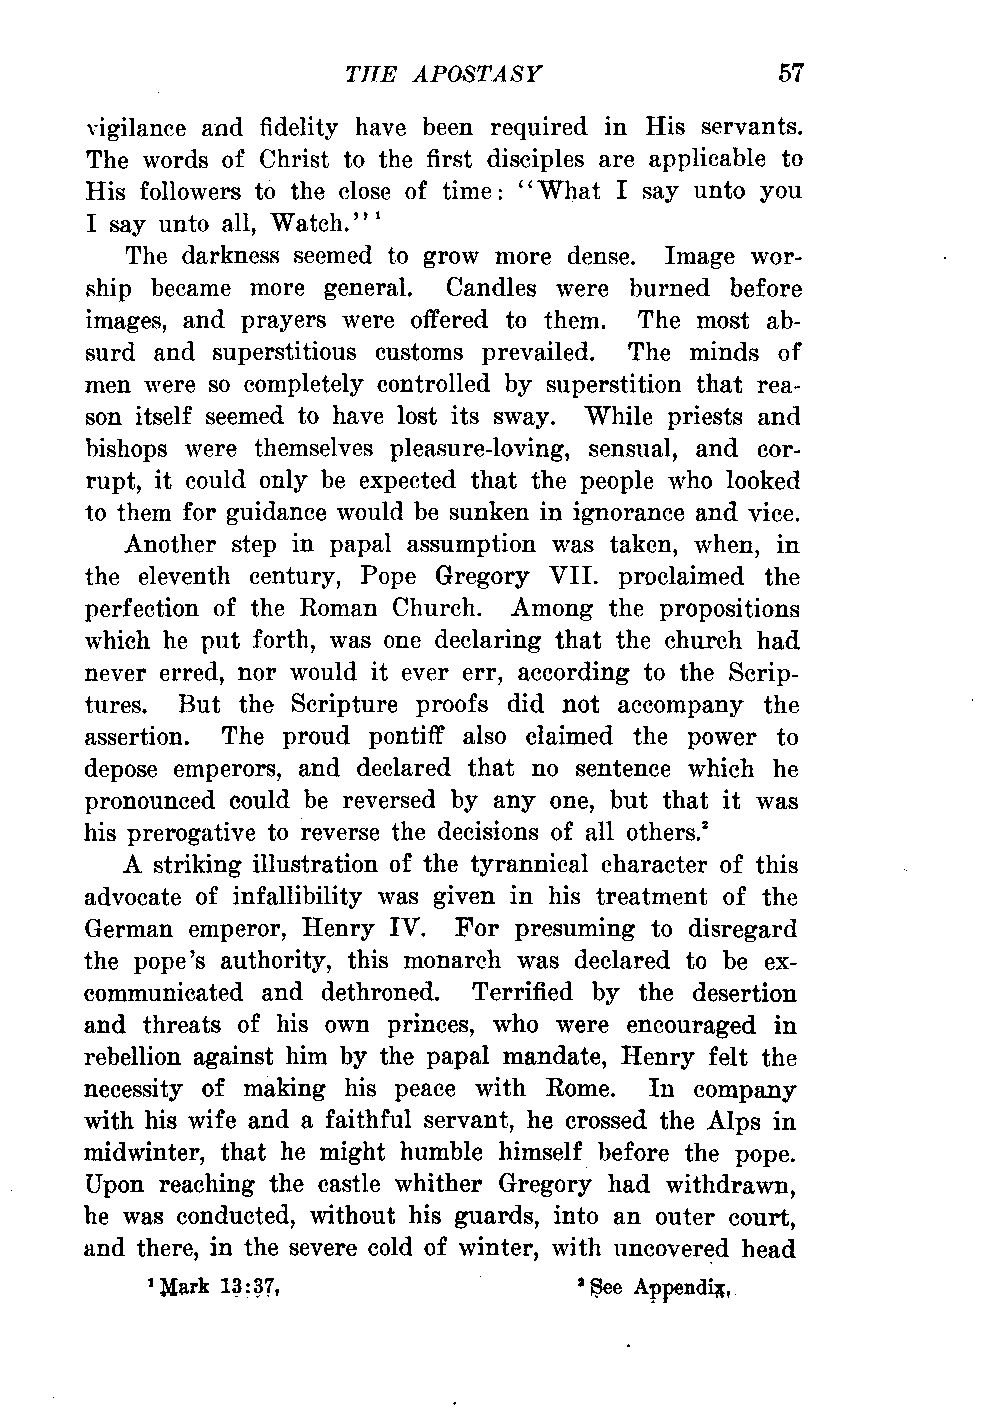 THE APOSTASY 57
vigilance and fidelity have been required in His servants.
The words of Christ to the first disciples are applicable to
His followers to the close of time: "What I say unto you
I say unto all, Watch."¹
The darkness seemed to grow more dense. Image wor-
ship became more general. Candles were burned before
images, and prayers were offered to them. The most ab-
surd and superstitious customs prevailed. The minds of
men were so completely controlled by superstition that rea-
son itself seemed to have lost its sway. While priests and
bishops were themselves pleasure-loving, sensual, and cor-
rupt, it could only be expected that the people who looked
to them for guidance would be sunken in ignorance and vice.
Another step in papal assumption was taken, when, in
the eleventh century, Pope Gregory VII. proclaimed the
perfection of the Roman Church. Among the propositions
which he put forth, was one declaring that the church had
never erred, nor would it ever err, according to the Scrip-
tures. But the Scripture proofs did not accompany the
assertion. The proud pontiff also claimed the power to
depose emperors, and declared that no sentence which he
pronounced could be reversed by any one, but that it was
his prerogative to reverse the decisions of all others.²
A striking illustration of the tyrannical character of this
advocate of infallibility was given in his treatment of the
German emperor, Henry IV. For presuming to disregard
the pope's authority, this monarch was declared to be ex-
communicated and dethroned. Terrified by the desertion
and threats of his own princes, who were encouraged in
rebellion against him by the papal mandate, Henry felt the
necessity of making his peace with Rome. In company
with his wife and a faithful servant, he crossed the Alps in
midwinter, that he might humble himself before the pope.
Upon reaching the castle whither Gregory had withdrawn,
he was conducted, without his guards, into an outer court,
and there, in the severe cold of winter, with uncovered head
¹ Mark 13:37. ² See Appendix.